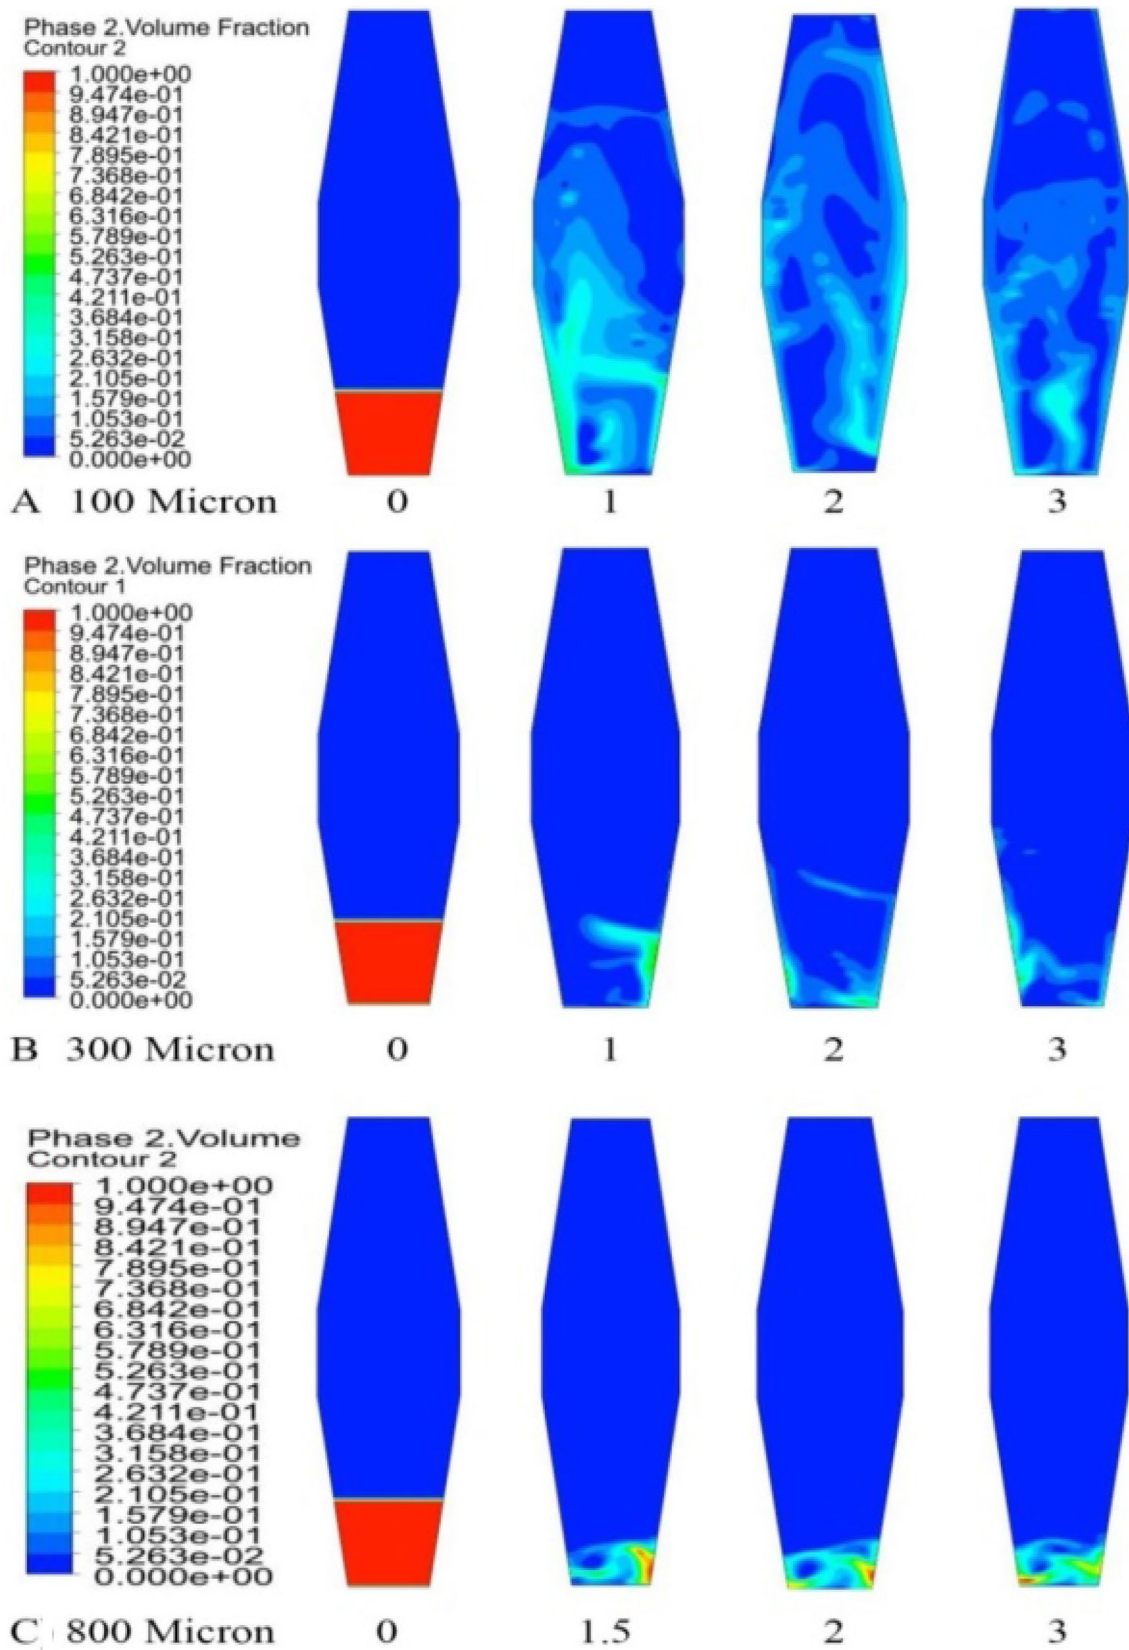 Phase 2.Volume Fraction
Contour 2
1.000e+00
9.474e-01
8.947e-01
8.421e-01
7.895e-01
7.368e-01
6.842e-01
6.316e-01
5.789e-01
5.263e-01
4.737e-01
4.211e-01
3.684e-01
3.158e-01
2.632e-01
2.105e-01
1.579e-01
1.053e-01
5.263e-02
0.000e+00
A 100 Micron 0 1 2 3
Phase 2.Volume Fraction
Contour 1
1.000e+00
9.474e-01
8.947e-01
8.421e-01
7.895e-01
7.368e-01
6.842e-01
6.316e-01
5.789e-01
5.263e-01
4.737e-01
4.211e-01
3.684e-01
3.158e-01
2.632e-01
2.105e-01
1.579e-01
1.053e-01
5.263e-02
0.000e+00
B 300 Micron 0 1 2 3
Phase 2.Volume
Contour 2
1.000e+00
9.474e-01
8.947e-01
8.421e-01
7.895e-01
7.368e-01
6.842e-01
6.316e-01
5.789e-01
5.263e-01
4.737e-01
4.211e-01
3.684e-01
3.158e-01
2.632e-01
2.105e-01
1.579e-01
1.053e-01
5.263e-02
0.000e+00
C) 800 Micron 0 1.5 2 3